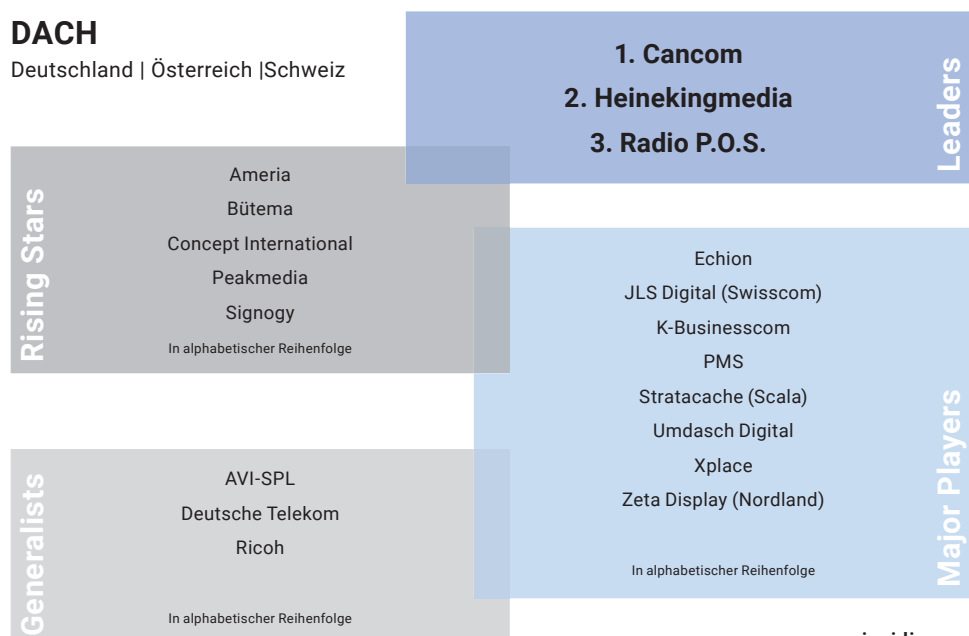 DACH
Deutschland | Österreich |Schweiz
1. Cancom
2. Heinekingmedia
3. Radio P.O.S.
Leaders
Rising Stars
Ameria
Bütema
Concept International
Peakmedia
Signogy
In alphabetischer Reihenfolge
Echion
JLS Digital (Swisscom)
K-Businesscom
PMS
Stratacache (Scala)
Umdasch Digital
Xplace
Zeta Display (Nordland)
In alphabetischer Reihenfolge
Major Players
Generalists
AVI-SPL
Deutsche Telekom
Ricoh
In alphabetischer Reihenfolge